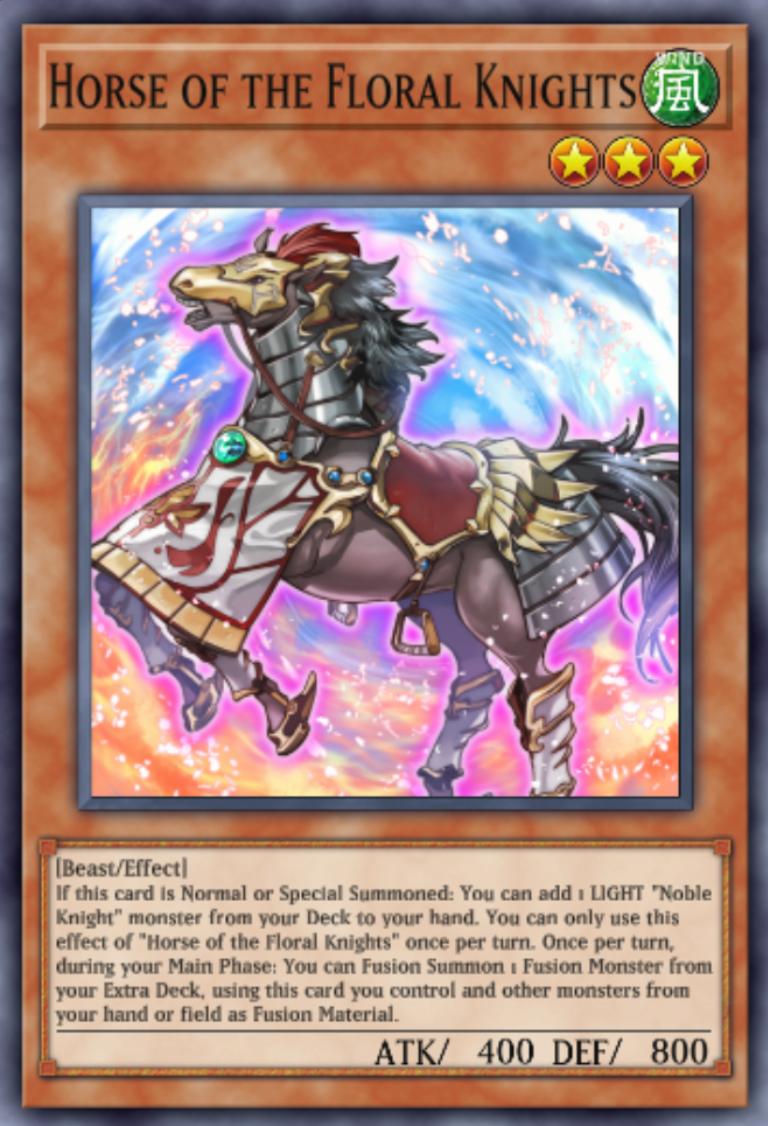 Horse of the Floral Knights
WIND
風
[Beast/Effect]
If this card is Normal or Special Summoned: You can add 1 LIGHT "Noble
Knight" monster from your Deck to your hand. You can only use this
effect of "Horse of the Floral Knights" once per turn. Once per turn,
during your Main Phase: You can Fusion Summon 1 Fusion Monster from
your Extra Deck, using this card you control and other monsters from
your hand or field as Fusion Material.
ATK/ 400 DEF/ 800